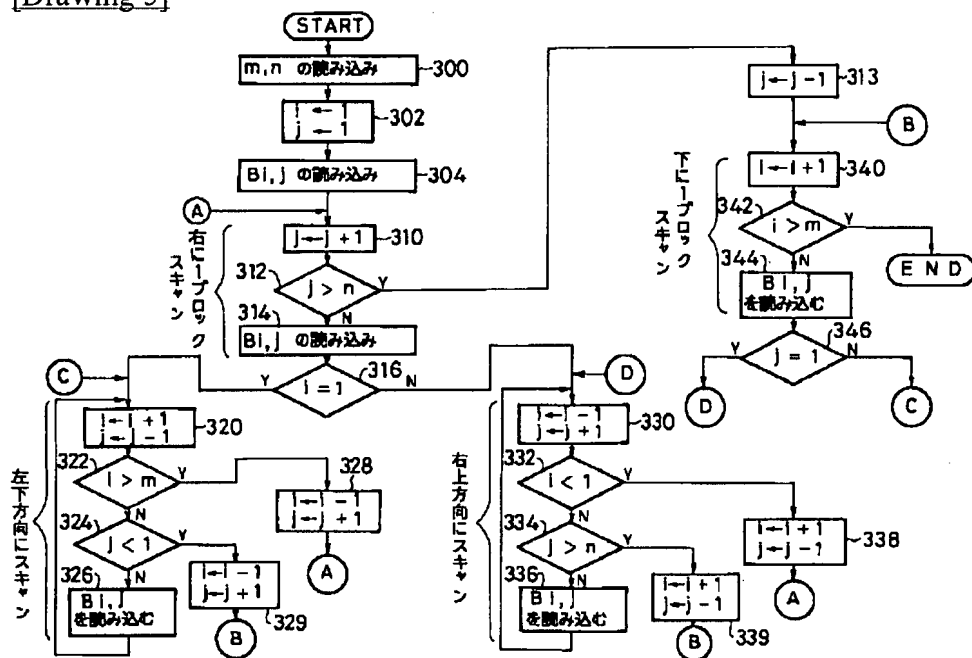 [Drawing 5]
START
m,n の読み込み
300
i ← 1
j ← 1
302
Bi,j の読み込み
304
A
j←j+1
310
右に1ブロック
スキャン
312
j>n
Y
N
314
Bi,j の読み込み
316
i=1
Y
N
C
D
i←i+1
j←j-1
320
322
i>m
Y
N
324
j<1
Y
N
326
Bi,j
を読み込む
左下方向にスキャン
328
i←i-1
j←j+1
A
i←i-1
j←j+1
329
B
i←i-1
j←j+1
330
332
i<1
Y
N
334
j>n
Y
N
336
Bi,j
を読み込む
右上方向にスキャン
i←i+1
j←j-1
338
A
i←i+1
j←j-1
339
B
j←j-1
313
B
i←i+1
340
下に1ブロック
スキャン
342
i>m
Y
N
END
344
Bi,j
を読み込む
346
j=1
Y
N
D
C